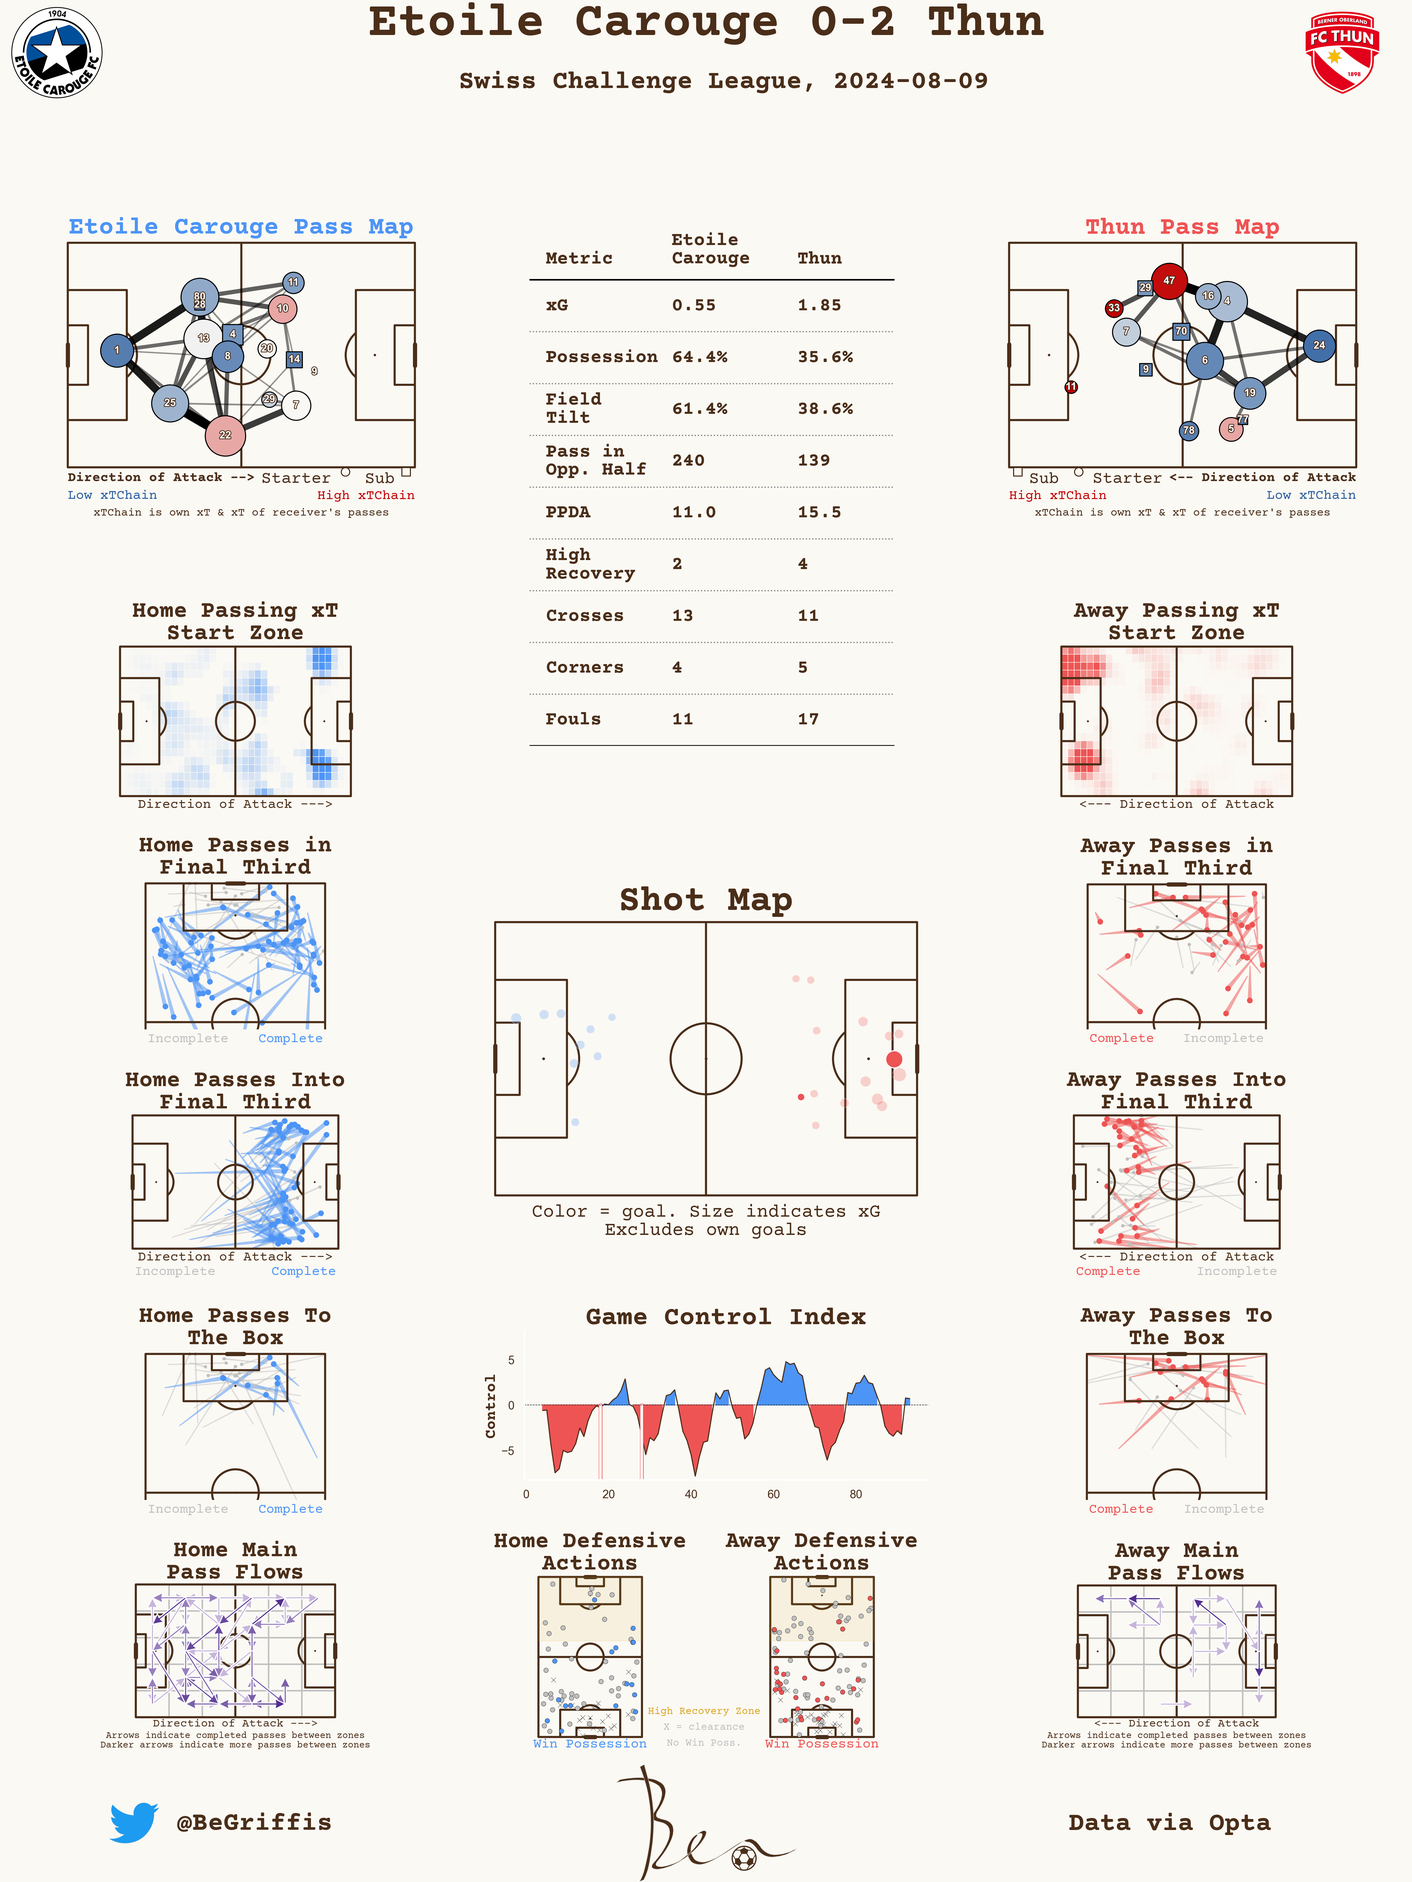 Etoile Carouge 0-2 Thun
Swiss Challenge League, 2024-08-09
1904
ETOILE CAROUGE FC
BERNER OBERLAND
FC THUN
1898
Etoile Carouge Pass Map
1
80
28
13
25
22
4
8
11
10
20
14
9
29
7
Direction of Attack --> Starter Sub
Low xTChain High xTChain
xTChain is own xT & xT of receiver's passes
Metric Etoile Carouge Thun
xG 0.55 1.85
Possession 64.4% 35.6%
Field Tilt 61.4% 38.6%
Pass in Opp. Half 240 139
PPDA 11.0 15.5
High Recovery 2 4
Crosses 13 11
Corners 4 5
Fouls 11 17
Thun Pass Map
47
29
33
7
16
4
70
6
24
9
11
19
77
5
78
Sub Starter <-- Direction of Attack
High xTChain Low xTChain
xTChain is own xT & xT of receiver's passes
Home Passing xT
Start Zone
Direction of Attack --->
Away Passing xT
Start Zone
<--- Direction of Attack
Home Passes in
Final Third
Incomplete Complete
Away Passes in
Final Third
Complete Incomplete
Shot Map
Color = goal. Size indicates xG
Excludes own goals
Home Passes Into
Final Third
Direction of Attack --->
Incomplete Complete
Away Passes Into
Final Third
<--- Direction of Attack
Complete Incomplete
Home Passes To
The Box
Incomplete Complete
Game Control Index
Control
5
0
-5
0 20 40 60 80
Away Passes To
The Box
Complete Incomplete
Home Main
Pass Flows
Direction of Attack --->
Arrows indicate completed passes between zones
Darker arrows indicate more passes between zones
Home Defensive
Actions
Win Possession
High Recovery Zone
X = clearance
No Win Poss.
Away Defensive
Actions
Win Possession
Away Main
Pass Flows
<--- Direction of Attack
Arrows indicate completed passes between zones
Darker arrows indicate more passes between zones
@BeGriffis
Ben
Data via Opta